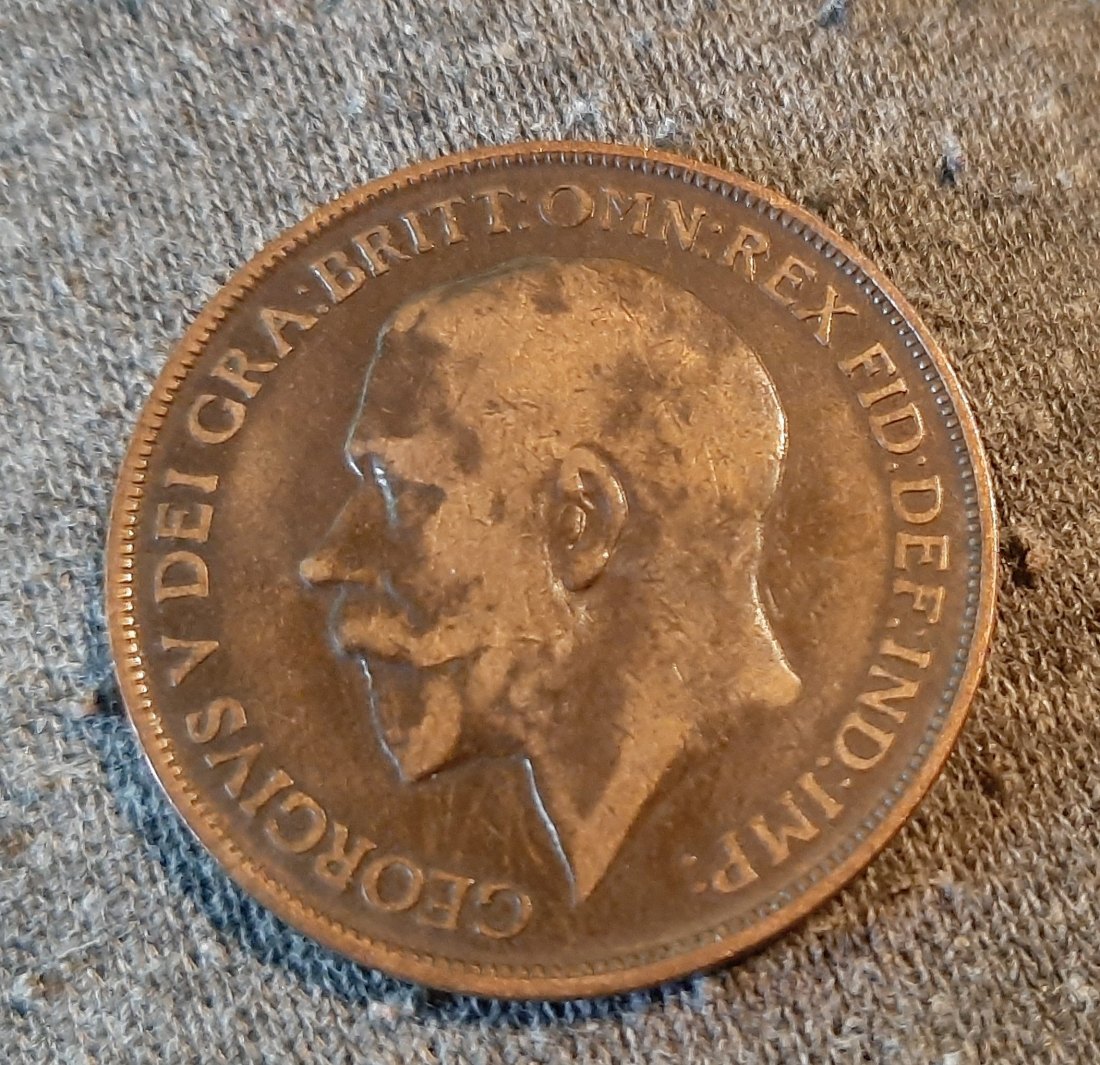 GEORGIVS V DEI GRA: BRITT: OMN: REX FID: DEF: IND: IMP: